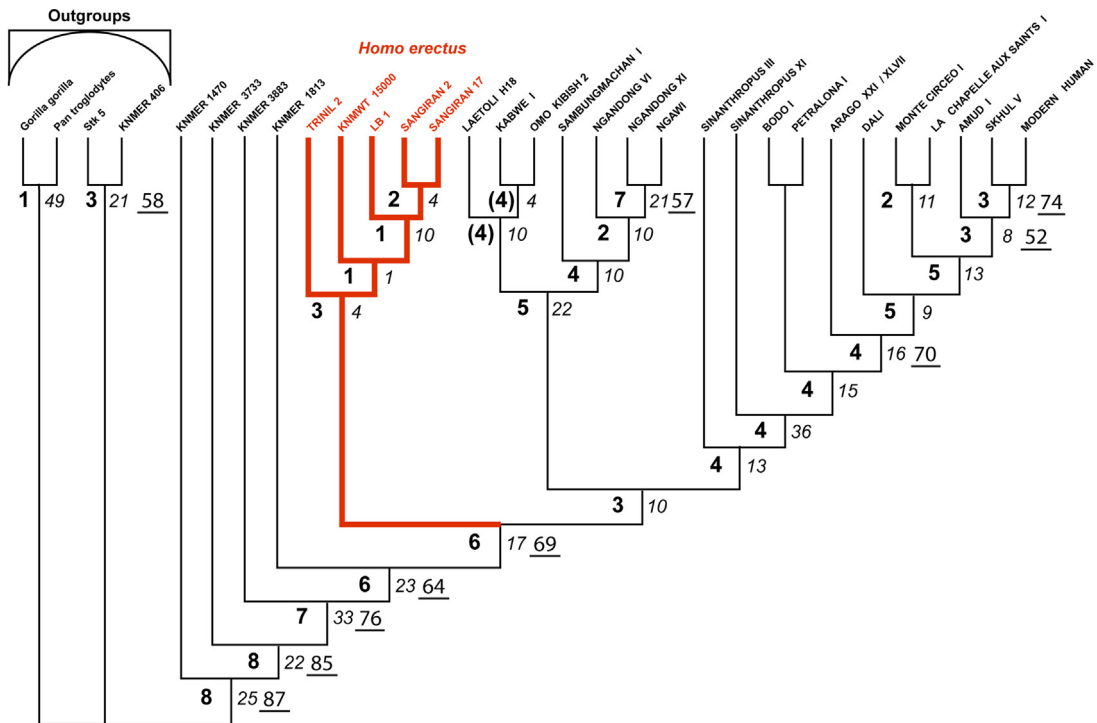 Outgroups
Homo erectus
Gorilla gorilla
Pan troglodytes
Stk 5
KNMER 406
KNMER 1470
KNMER 3733
KNMER 3883
KNMER 1813
TRINIL 2
KNMWT 15000
LB 1
SANGIRAN 2
SANGIRAN 17
LAETOLI H18
KABWE I
OMO KIBISH 2
SAMBUNGMACHAN I
NGANDONG VI
NGANDONG XI
NGAWI
SINANTHROPUS III
SINANTHROPUS XI
BODO I
PETRALONA I
ARAGO XXI / XLVII
DALI
MONTE CIRCEO I
LA CHAPELLE AUX SAINTS I
AMUD I
SKHUL V
MODERN HUMAN
1 49 3 21 58 2 4 (4) 4 7 21 57 2 11 3 12 74
1 10 (4) 10 2 10 3 8 52
1 1 4 10 5 13
3 4 5 22 5 9
4 16 70
4 15
4 36
4 13
3 10
6 17 69
6 23 64
7 33 76
8 22 85
8 25 87